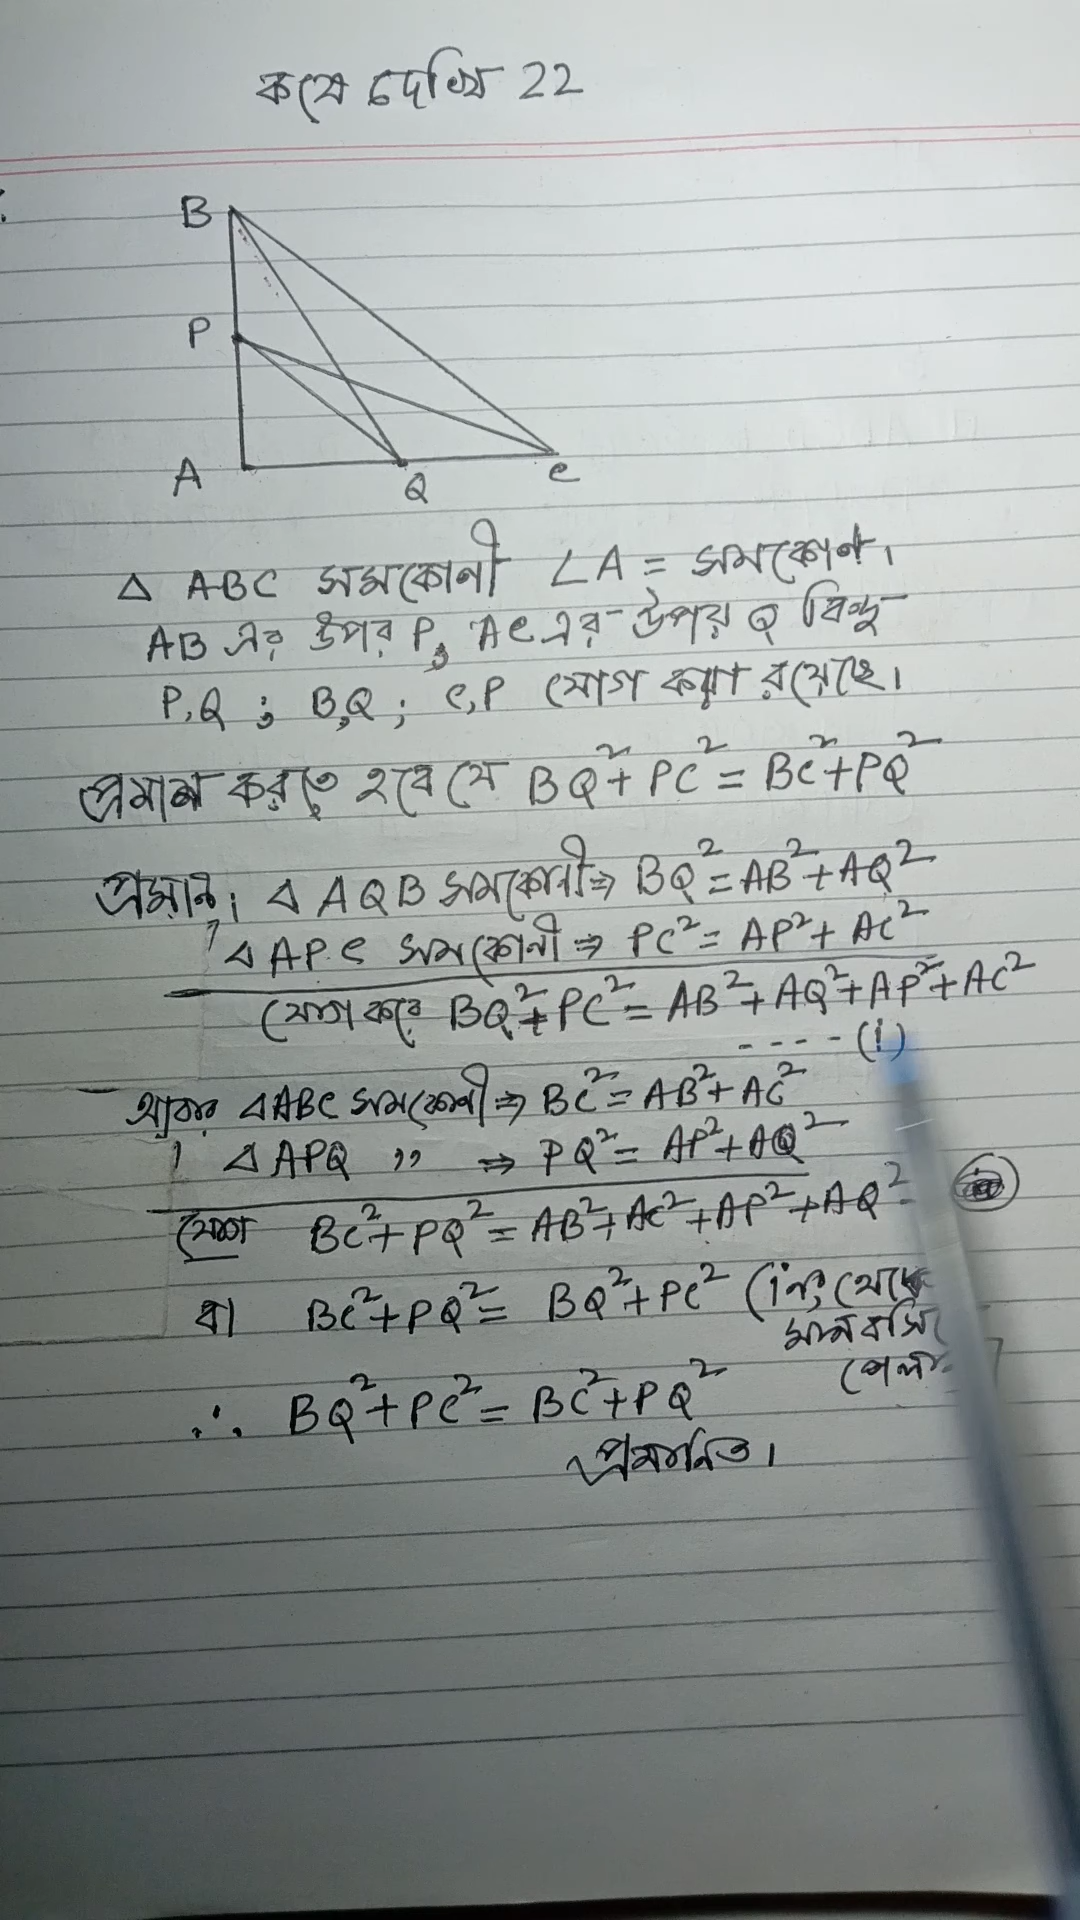 কষে দেখি 22
B
P
A
Q
C
△ ABC সমকোনী ∠A = সমকোন।
AB এর উপর P, AC এর উপর Q বিন্দু
P,Q ; B,Q ; C,P যোগ করা রয়েছে।
প্রমান করতে হবে যে BQ²+PC² = BC²+PQ²
প্রমান। △ AQB সমকোনী ⇒ BQ² = AB²+AQ²
△ APC সমকোনী ⇒ PC² = AP²+ AC²
যোগ করে BQ²+PC² = AB²+AQ²+AP²+AC²
- - - - (i)
আবার △ABC সমকোনী ⇒ BC² = AB²+AC²
△ APQ ,, ⇒ PQ² = AP²+AQ²
যোগ BC²+PQ² = AB²+AC²+AP²+AQ²
বা BC²+PQ² = BQ²+PC² (i নং থেকে
মান
∴ BQ²+PC² = BC²+PQ²
প্রমানিত।